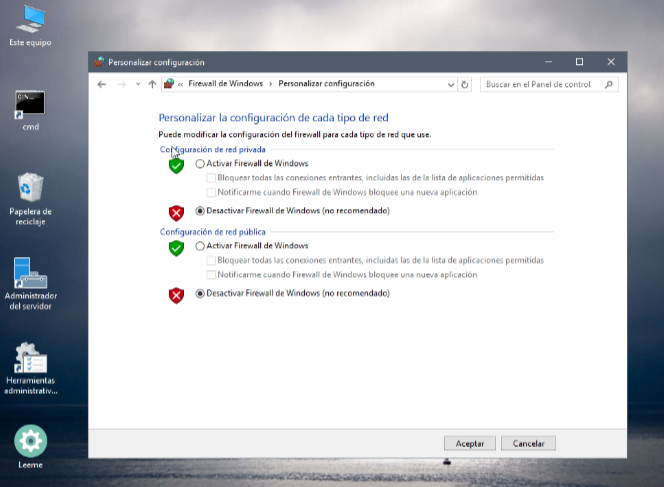 Este equipo
cmd
Papelera de
reciclaje
Administrador
del servidor
Herramientas
administrativ...
Leeme
Personalizar configuración
« Firewall de Windows › Personalizar configuración
Buscar en el Panel de control
Personalizar la configuración de cada tipo de red
Puede modificar la configuración del firewall para cada tipo de red que use.
Configuración de red privada
Activar Firewall de Windows
Bloquear todas las conexiones entrantes, incluidas las de la lista de aplicaciones permitidas
Notificarme cuando Firewall de Windows bloquee una nueva aplicación
Desactivar Firewall de Windows (no recomendado)
Configuración de red pública
Activar Firewall de Windows
Bloquear todas las conexiones entrantes, incluidas las de la lista de aplicaciones permitidas
Notificarme cuando Firewall de Windows bloquee una nueva aplicación
Desactivar Firewall de Windows (no recomendado)
Aceptar
Cancelar